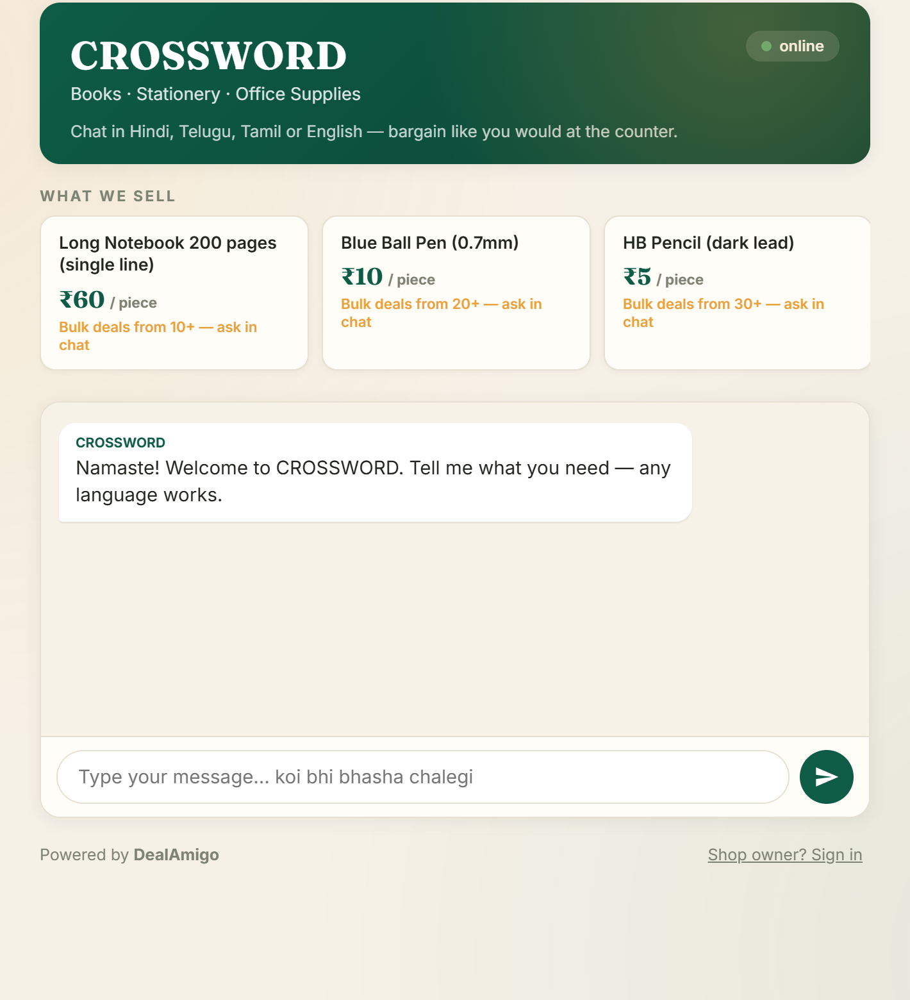 CROSSWORD
online
Books · Stationery · Office Supplies
Chat in Hindi, Telugu, Tamil or English — bargain like you would at the counter.
WHAT WE SELL
Long Notebook 200 pages
(single line)
₹60 / piece
Bulk deals from 10+ — ask in
chat
Blue Ball Pen (0.7mm)
₹10 / piece
Bulk deals from 20+ — ask in
chat
HB Pencil (dark lead)
₹5 / piece
Bulk deals from 30+ — ask in
chat
CROSSWORD
Namaste! Welcome to CROSSWORD. Tell me what you need — any
language works.
Type your message... koi bhi bhasha chalegi
Powered by DealAmigo
Shop owner? Sign in